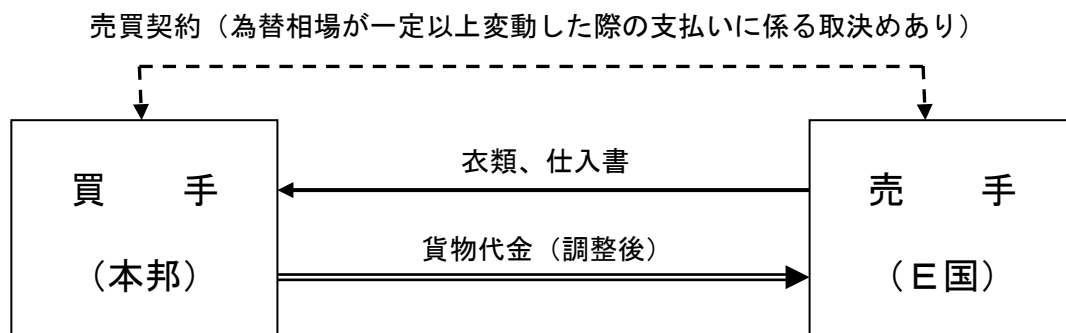 売買契約（為替相場が一定以上変動した際の支払いに係る取決めあり）
衣類、仕入書
買　　手
売　　手
貨物代金（調整後）
（本邦）
（Ｅ国）